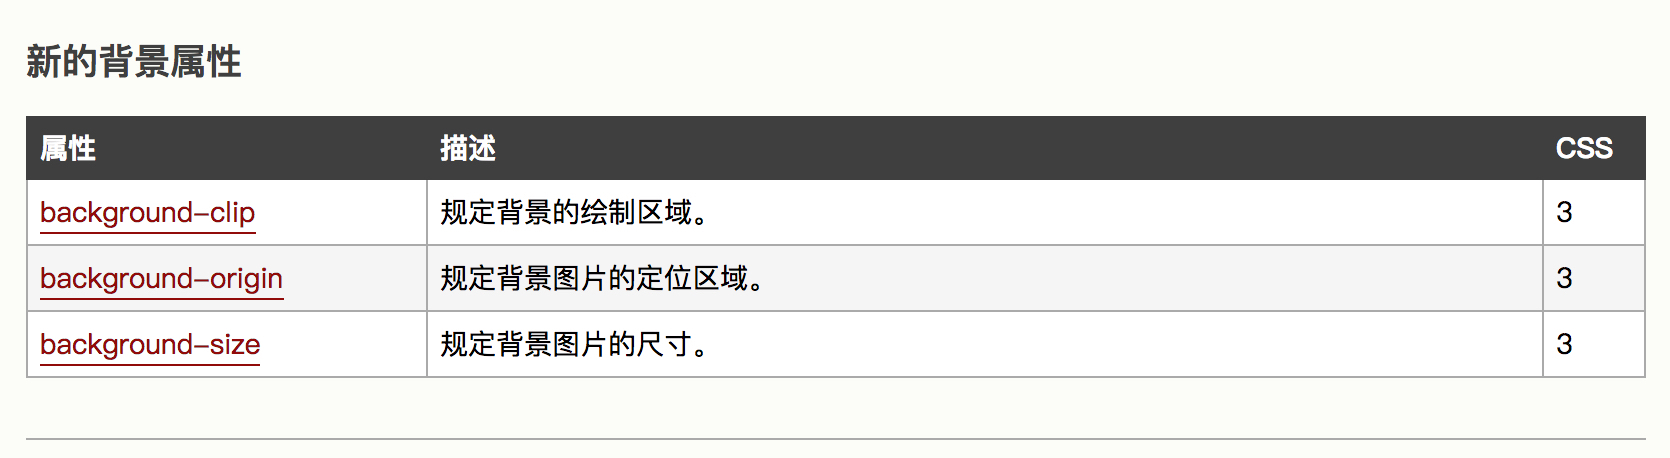 新的背景属性
属性 描述 CSS
background-clip 规定背景的绘制区域。 3
background-origin 规定背景图片的定位区域。 3
background-size 规定背景图片的尺寸。 3